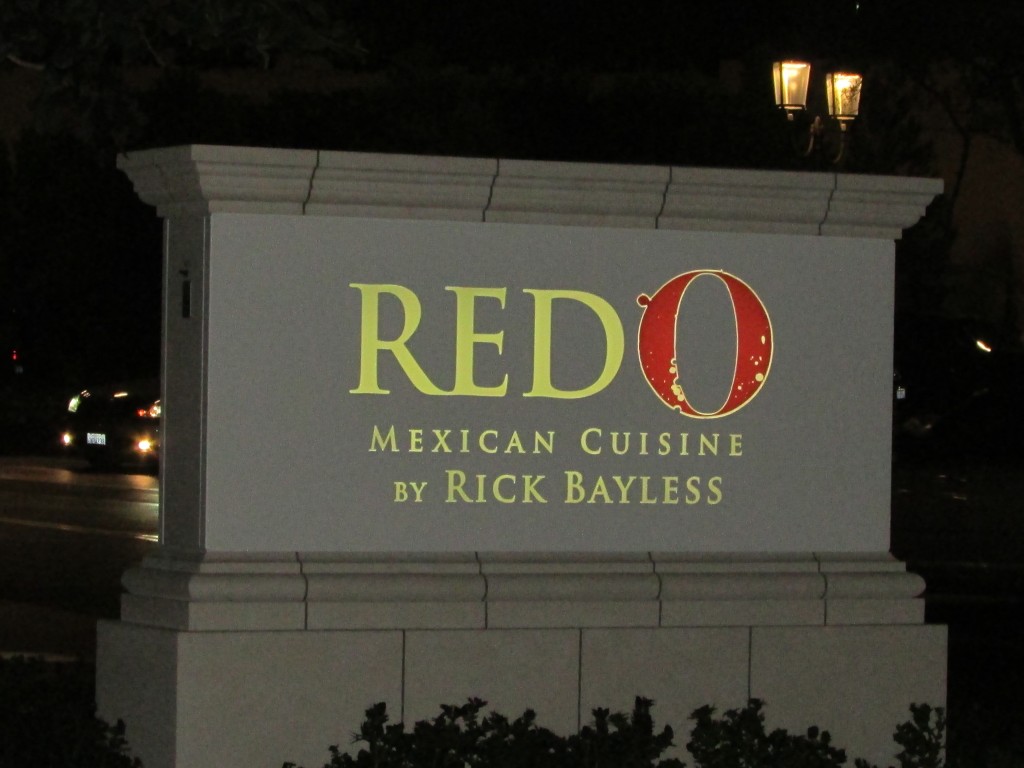 RED O
MEXICAN CUISINE
BY RICK BAYLESS